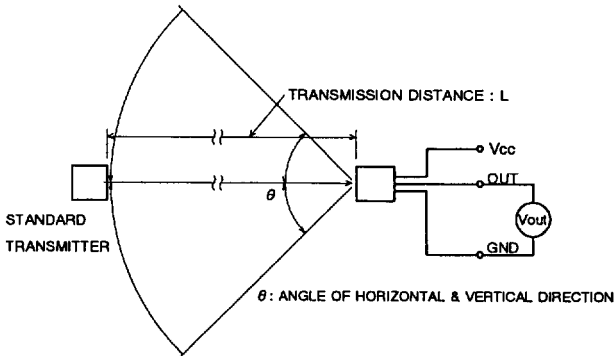 TRANSMISSION DISTANCE : L
Vcc
OUT
θ
Vout
STANDARD
TRANSMITTER
GND
θ : ANGLE OF HORIZONTAL & VERTICAL DIRECTION